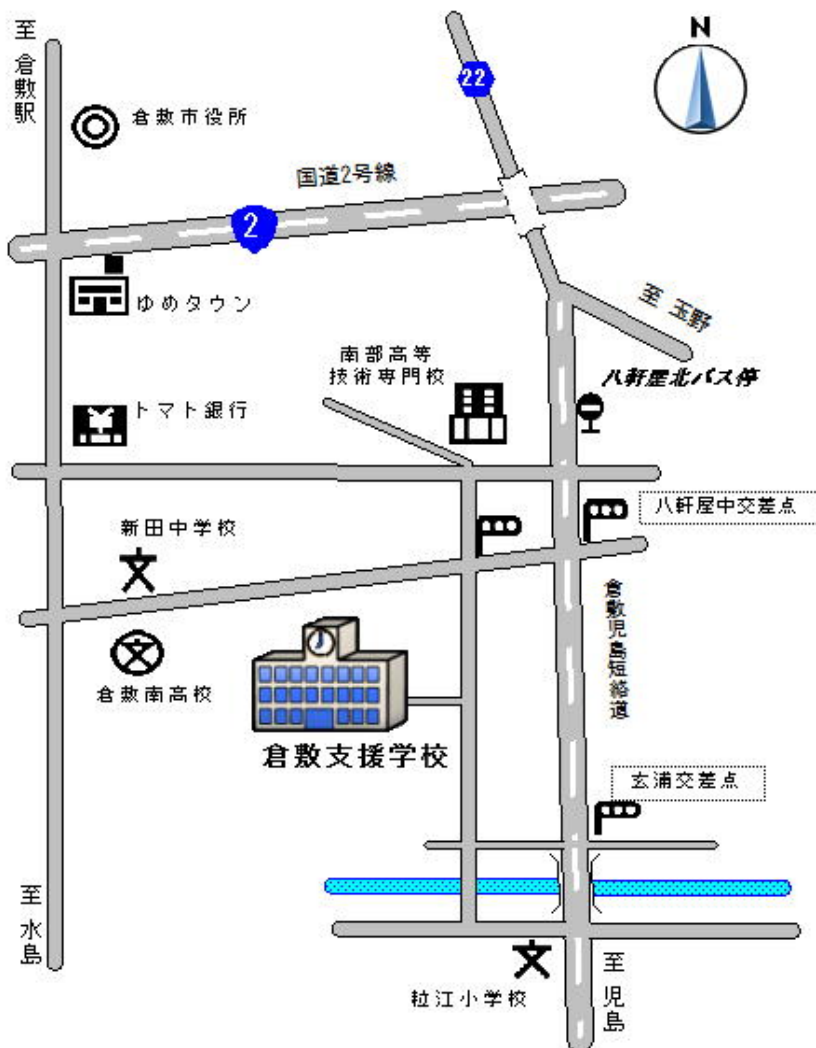 至倉敷駅
倉敷市役所
22
N
国道2号線
2
ゆめタウン
至 玉野
南部高等
技術専門校
八軒屋北バス停
トマト銀行
八軒屋中交差点
新田中学校
倉敷児島短絡道
倉敷南高校
倉敷支援学校
玄浦交差点
至水島
粒江小学校
至児島